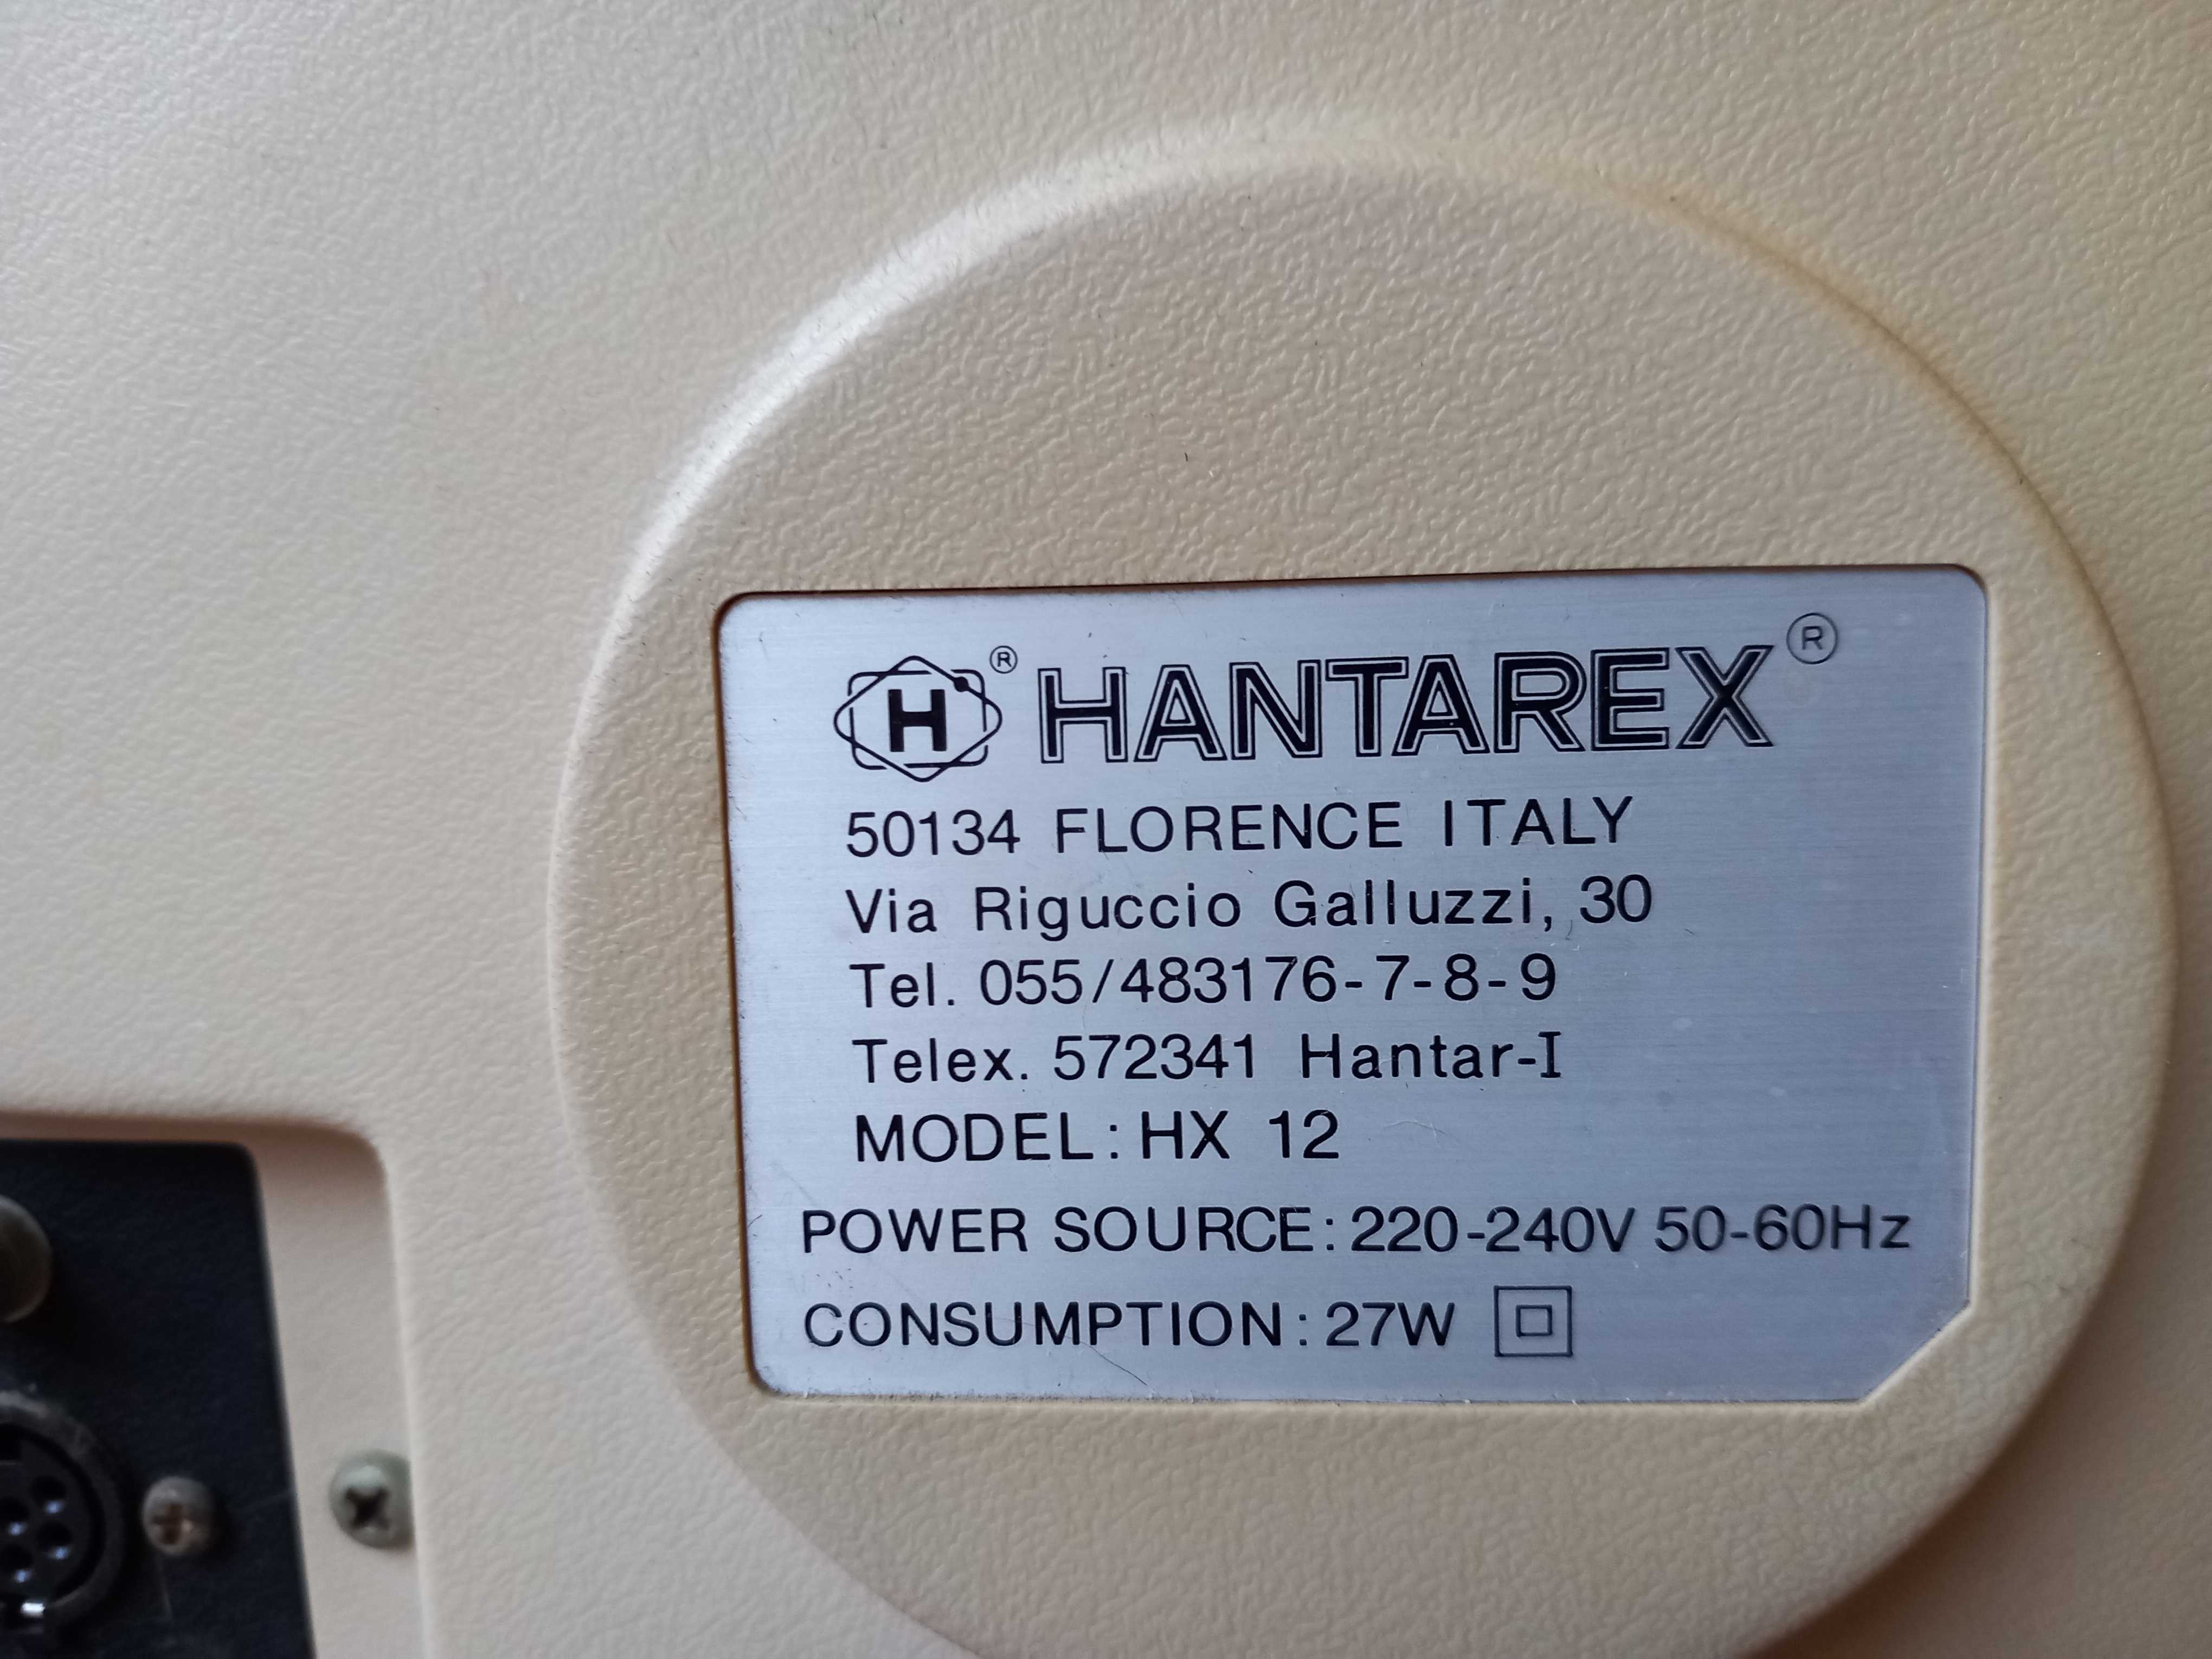 H® HANTAREX®
50134 FLORENCE ITALY
Via Riguccio Galluzzi, 30
Tel. 055/483176-7-8-9
Telex. 572341 Hantar-I
MODEL: HX 12
POWER SOURCE: 220-240V 50-60Hz
CONSUMPTION: 27W